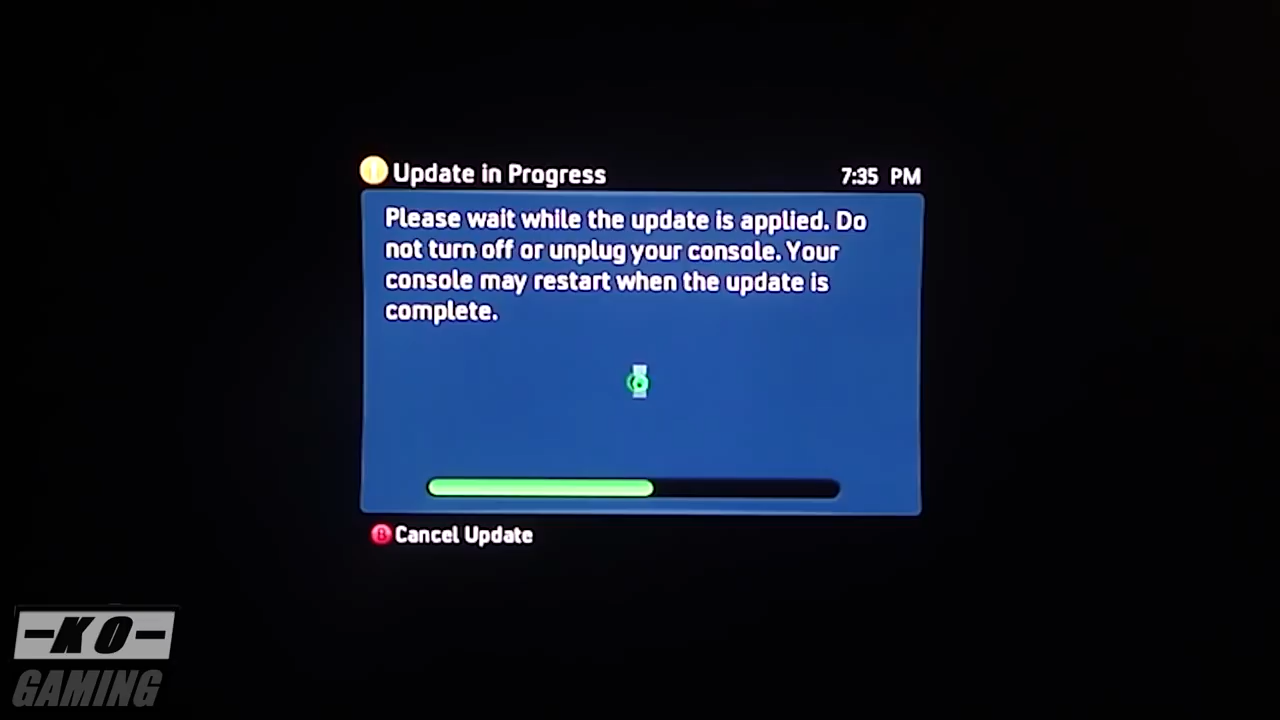 Update in Progress
7:35 PM
Please wait while the update is applied. Do
not turn off or unplug your console. Your
console may restart when the update is
complete.
B Cancel Update
-KO-
GAMING